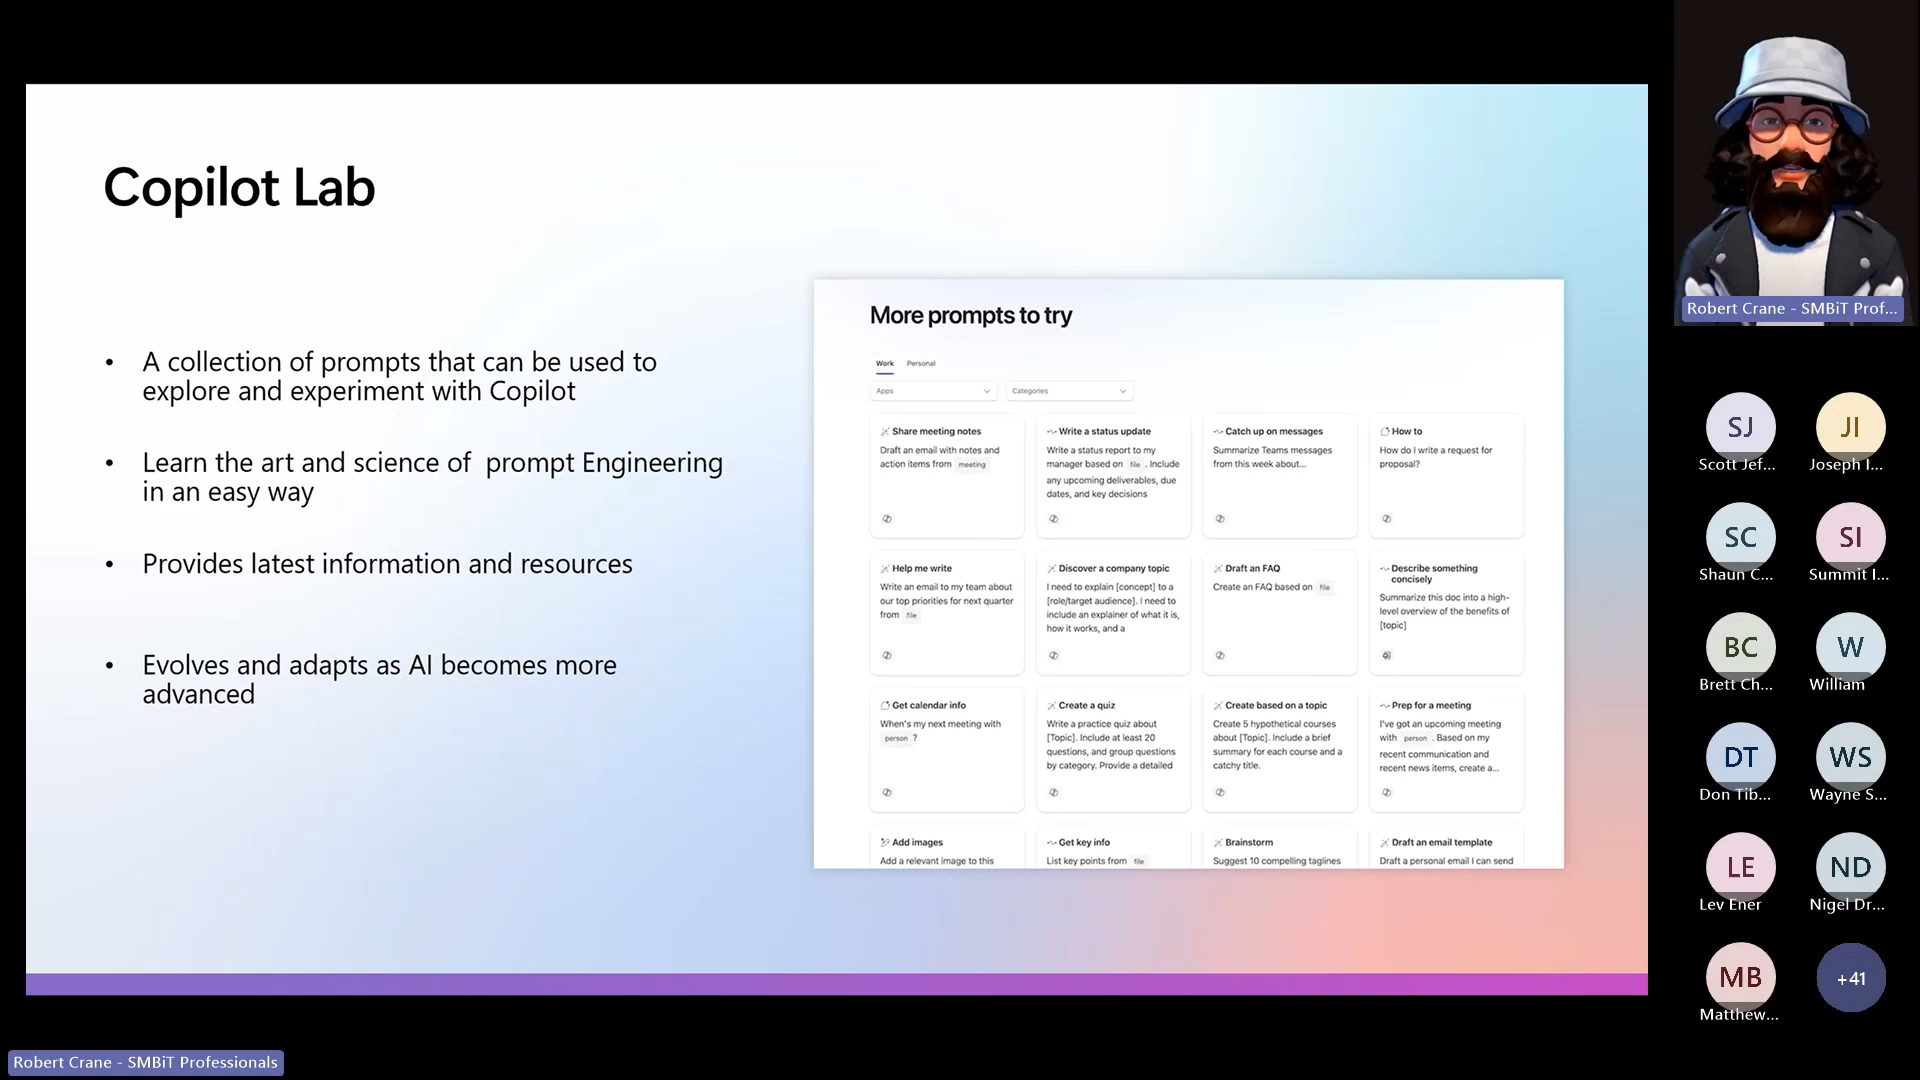 Copilot Lab
• A collection of prompts that can be used to
explore and experiment with Copilot
• Learn the art and science of  prompt Engineering
in an easy way
• Provides latest information and resources
• Evolves and adapts as AI becomes more
advanced
More prompts to try
Work Personal
Apps Categories
Share meeting notes
Draft an email with notes and
action items from meeting
Write a status update
Write a status report to my
manager based on file . Include
any upcoming deliverables, due
dates, and key decisions
Catch up on messages
Summarize Teams messages
from this week about...
How to
How do I write a request for
proposal?
Help me write
Write an email to my team about
our top priorities for next quarter
from file
Discover a company topic
I need to explain [concept] to a
[role/target audience]. I need to
include an explainer of what it is,
how it works, and a
Draft an FAQ
Create an FAQ based on file
Describe something
concisely
Summarize this doc into a high-
level overview of the benefits of
[topic]
Get calendar info
When's my next meeting with
person ?
Create a quiz
Write a practice quiz about
[Topic]. Include at least 20
questions, and group questions
by category. Provide a detailed
Create based on a topic
Create 5 hypothetical courses
about [Topic]. Include a brief
summary for each course and a
catchy title.
Prep for a meeting
I've got an upcoming meeting
with person . Based on my
recent communication and
recent news items, create a...
Add images
Add a relevant image to this
Get key info
List key points from file
Brainstorm
Suggest 10 compelling taglines
Draft an email template
Draft a personal email I can send
Robert Crane - SMBiT Prof...
SJ
Scott Jef...
JI
Joseph I...
SC
Shaun C...
SI
Summit I...
BC
Brett Ch...
W
William
DT
Don Tib...
WS
Wayne S...
LE
Lev Ener
ND
Nigel Dr...
MB
Matthew...
+41
Robert Crane - SMBiT Professionals